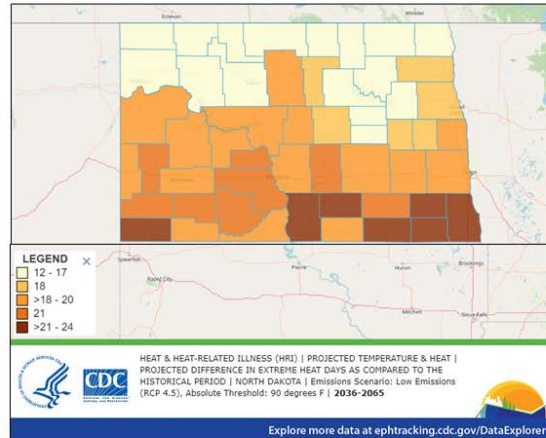 Estevan
Winkler
LEGEND ×
12 - 17
18
>18 - 20
21
>21 - 24
Spearfish
Rapid City
Pierre
Huron
Brookings
Mitchell
Sioux Falls
CDC
HEAT & HEAT-RELATED ILLNESS (HRI) | PROJECTED TEMPERATURE & HEAT |
PROJECTED DIFFERENCE IN EXTREME HEAT DAYS AS COMPARED TO THE
HISTORICAL PERIOD | NORTH DAKOTA | Emissions Scenario: Low Emissions
(RCP 4.5), Absolute Threshold: 90 degrees F | 2036-2065
Explore more data at ephtracking.cdc.gov/DataExplorer